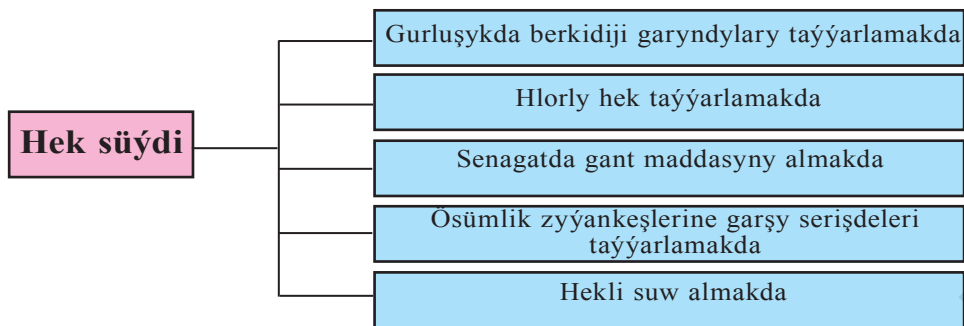 Gurluşykda berkidiji garyndylary taýýarlamakda
Hlorly hek taýýarlamakda
Hek süýdi
Senagatda gant maddasyny almakda
Ösümlik zyýankeşlerine garşy serişdeleri
taýýarlamakda
Hekli suw almakda